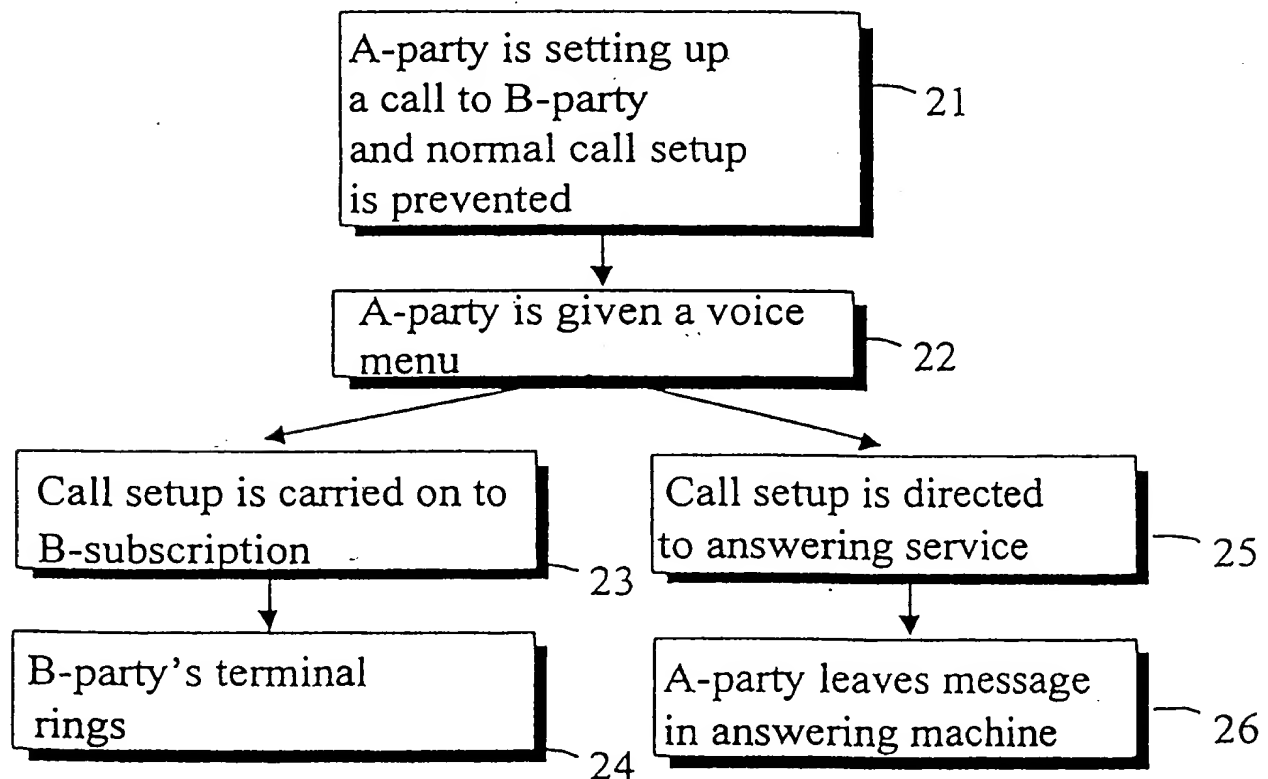 A-party is setting up
a call to B-party
and normal call setup
is prevented
21
A-party is given a voice
menu
22
Call setup is carried on to
B-subscription
23
Call setup is directed
to answering service
25
B-party's terminal
rings
24
A-party leaves message
in answering machine
26